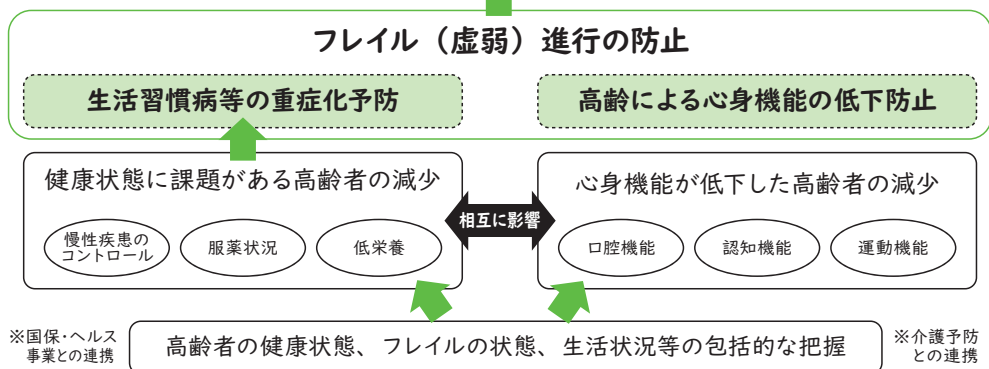 フレイル（虚弱）進行の防止
生活習慣病等の重症化予防
高齢による心身機能の低下防止
健康状態に課題がある高齢者の減少
慢性疾患の
コントロール
服薬状況
低栄養
相互に影響
心身機能が低下した高齢者の減少
口腔機能
認知機能
運動機能
※国保・ヘルス
事業との連携
高齢者の健康状態、フレイルの状態、生活状況等の包括的な把握
※介護予防
との連携